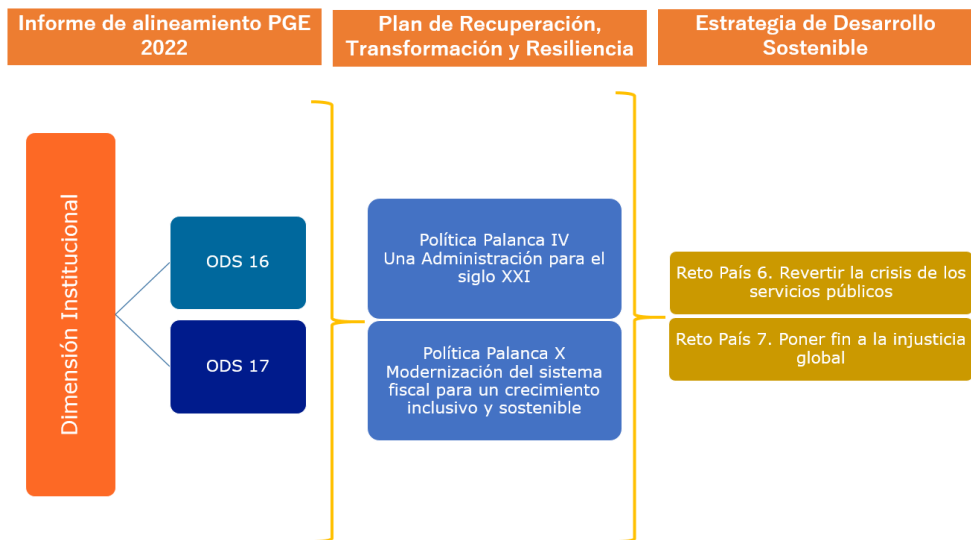 Informe de alineamiento PGE
2022
Plan de Recuperación,
Transformación y Resiliencia
Estrategia de Desarrollo
Sostenible
Dimensión Institucional
ODS 16
ODS 17
Política Palanca IV
Una Administración para el
siglo XXI
Política Palanca X
Modernización del sistema
fiscal para un crecimiento
inclusivo y sostenible
Reto País 6. Revertir la crisis de los
servicios públicos
Reto País 7. Poner fin a la injusticia
global